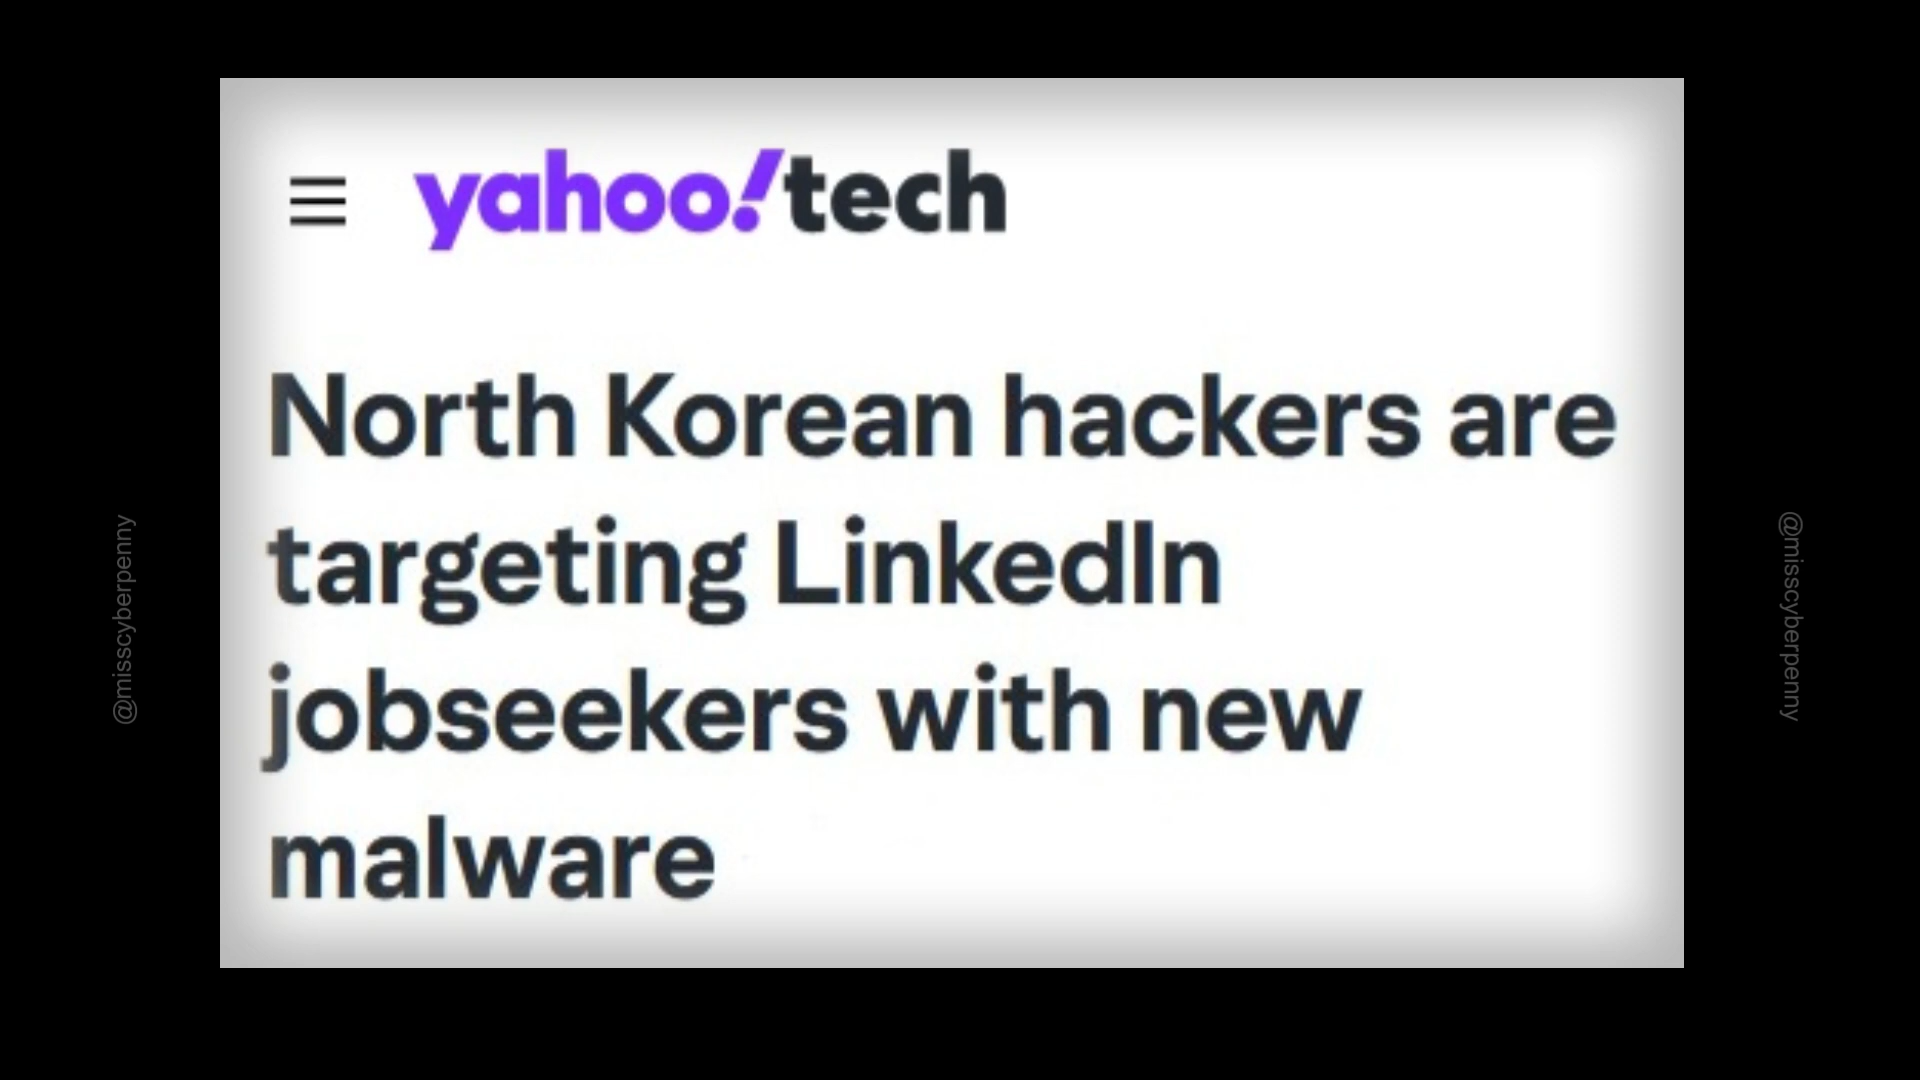 yahoo!tech
North Korean hackers are
targeting LinkedIn
jobseekers with new
malware
@misscyberpenny
@misscyberpenny